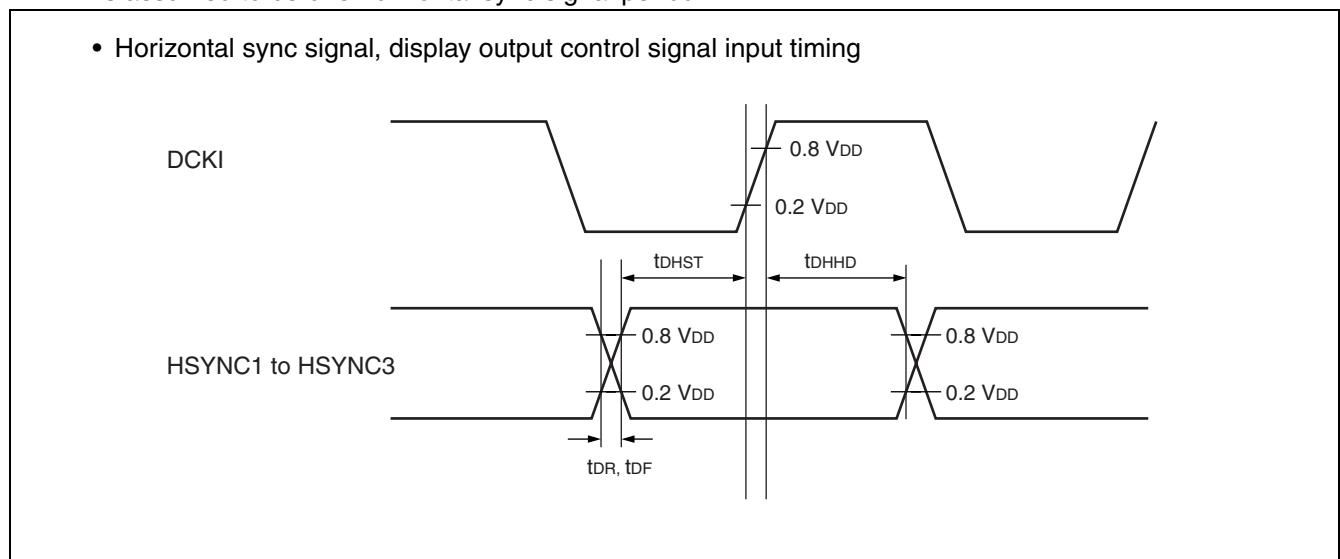 • Horizontal sync signal, display output control signal input timing
DCKI
0.8 VDD
0.2 VDD
tDHST
tDHHD
0.8 VDD
0.8 VDD
HSYNC1 to HSYNC3
0.2 VDD
0.2 VDD
tDR, tDF